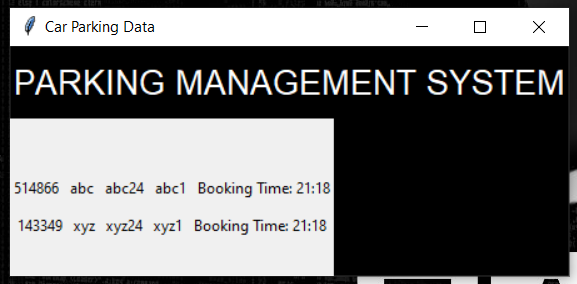 Car Parking Data
PARKING MANAGEMENT SYSTEM
514866 abc abc24 abc1 Booking Time: 21:18
143349 xyz xyz24 xyz1 Booking Time: 21:18